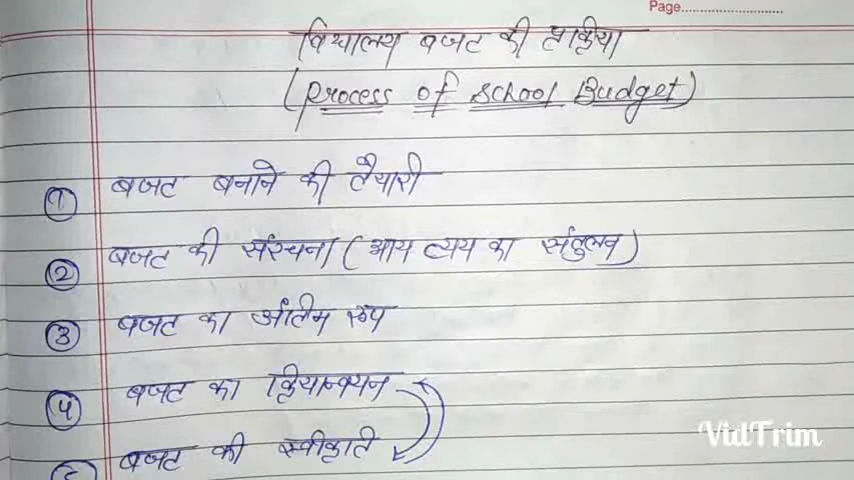 Page..............................
विद्यालय बजट की प्रक्रिया
(Process of School Budget)
① बजट बनाने की तैयारी
② बजट की संरचना (आय व्यय का संतुलन)
③ बजट का अंतिम रूप
④ बजट का क्रियान्वयन
बजट की स्वीकृति
VidTrim